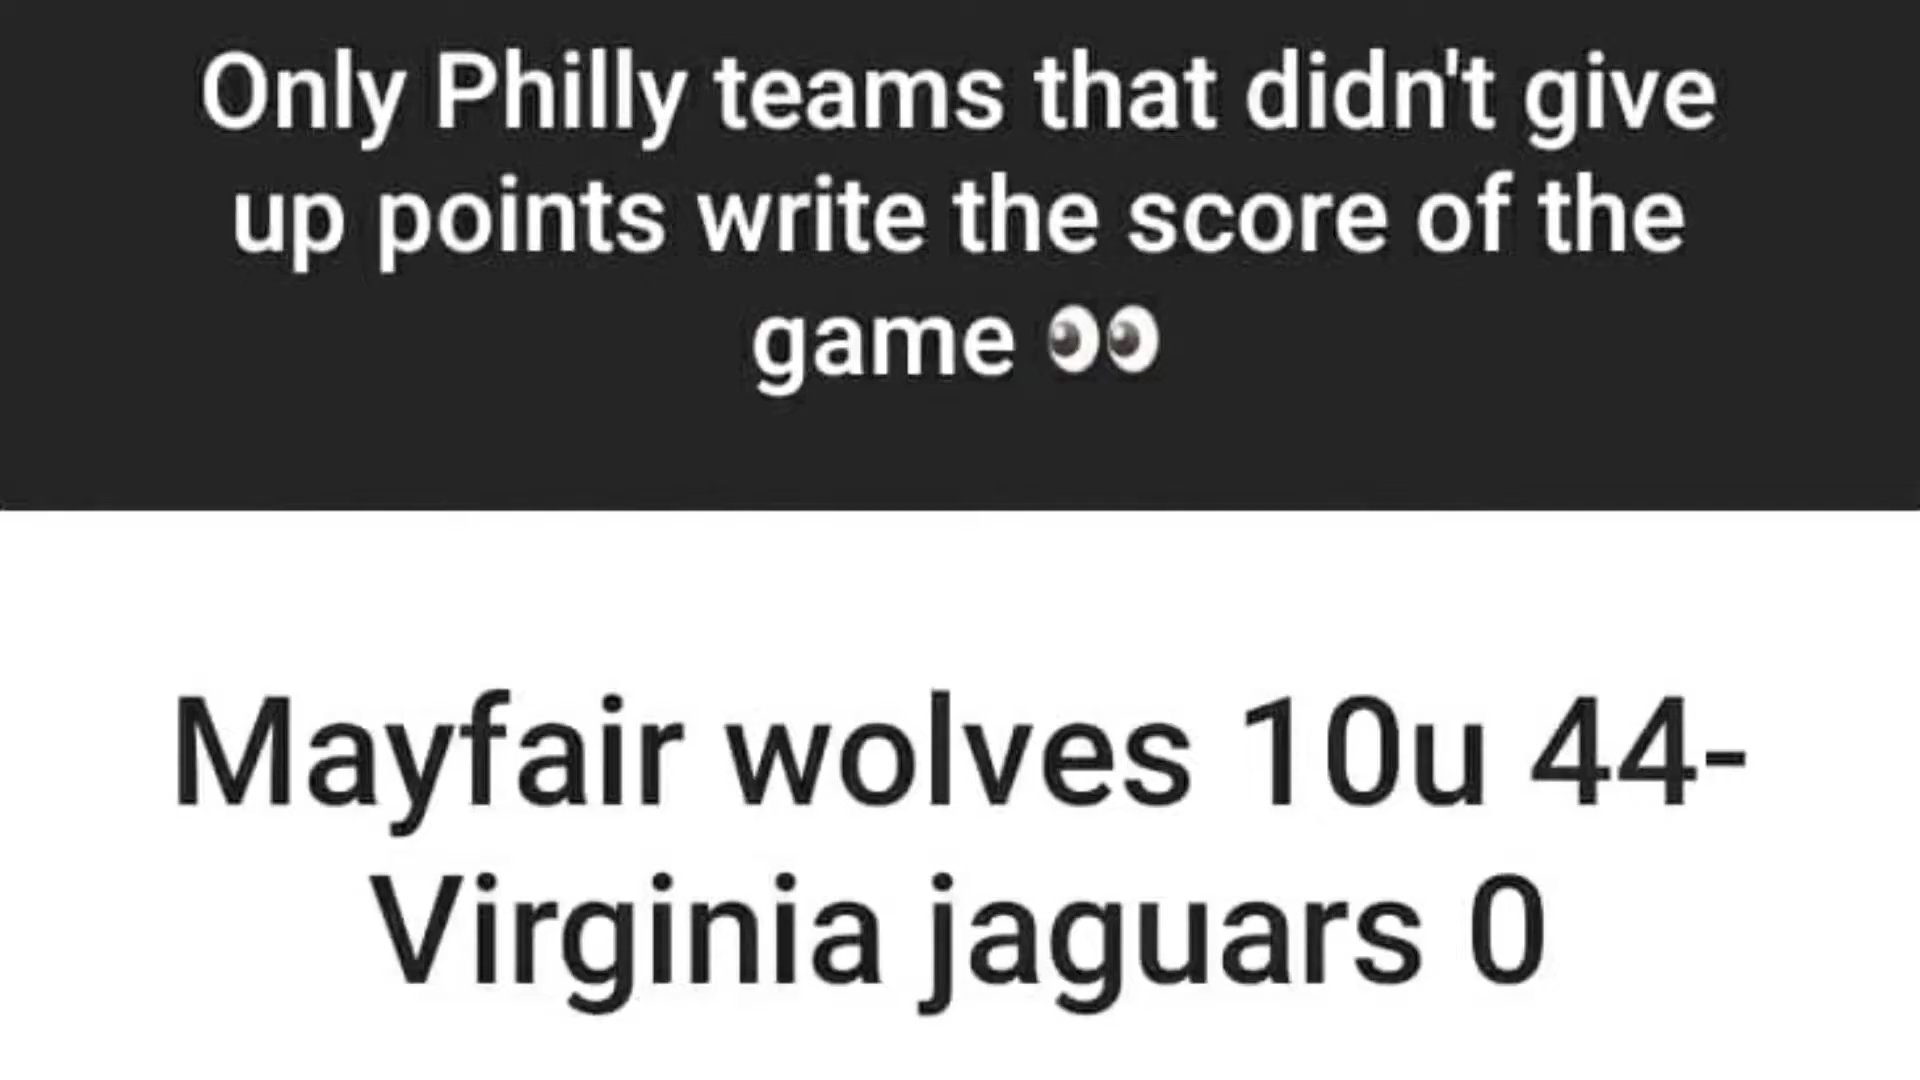 Only Philly teams that didn't give
up points write the score of the
game 👀
Mayfair wolves 10u 44-
Virginia jaguars 0